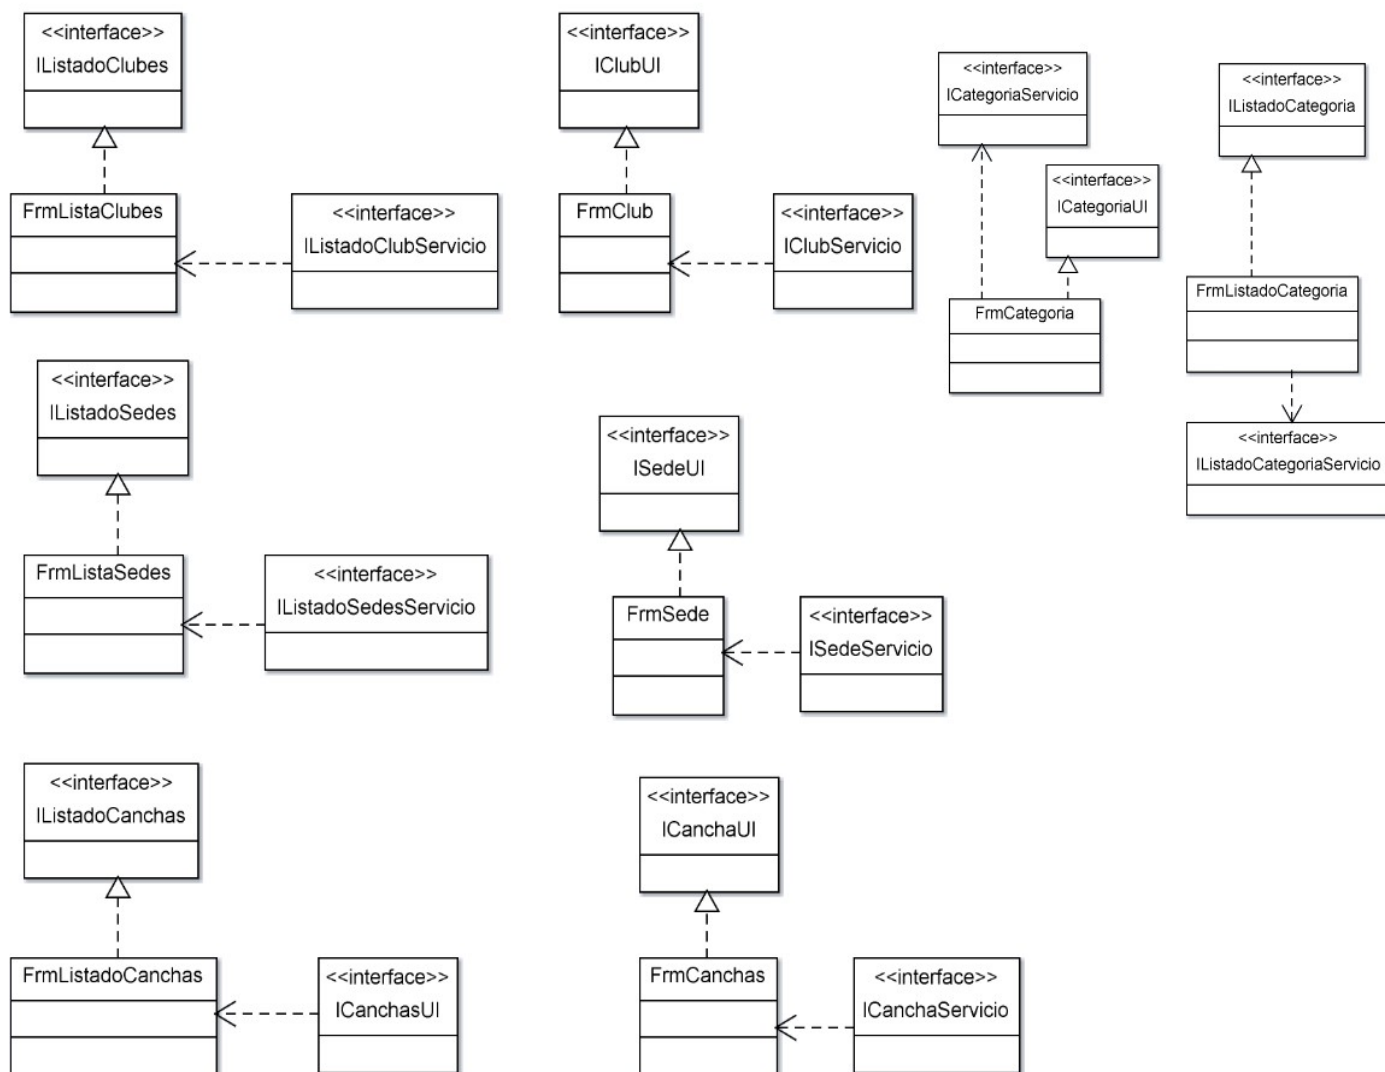 <<interface>>
IListadoClubes
FrmListaClubes
<<interface>>
IListadoClubServicio
<<interface>>
IClubUI
FrmClub
<<interface>>
IClubServicio
<<interface>>
ICategoriaServicio
<<interface>>
ICategoriaUI
FrmCategoria
<<interface>>
IListadoCategoria
FrmListadoCategoria
<<interface>>
IListadoCategoriaServicio
<<interface>>
IListadoSedes
FrmListaSedes
<<interface>>
IListadoSedesServicio
<<interface>>
ISedeUI
FrmSede
<<interface>>
ISedeServicio
<<interface>>
IListadoCanchas
FrmListadoCanchas
<<interface>>
ICanchasUI
<<interface>>
ICanchaUI
FrmCanchas
<<interface>>
ICanchaServicio